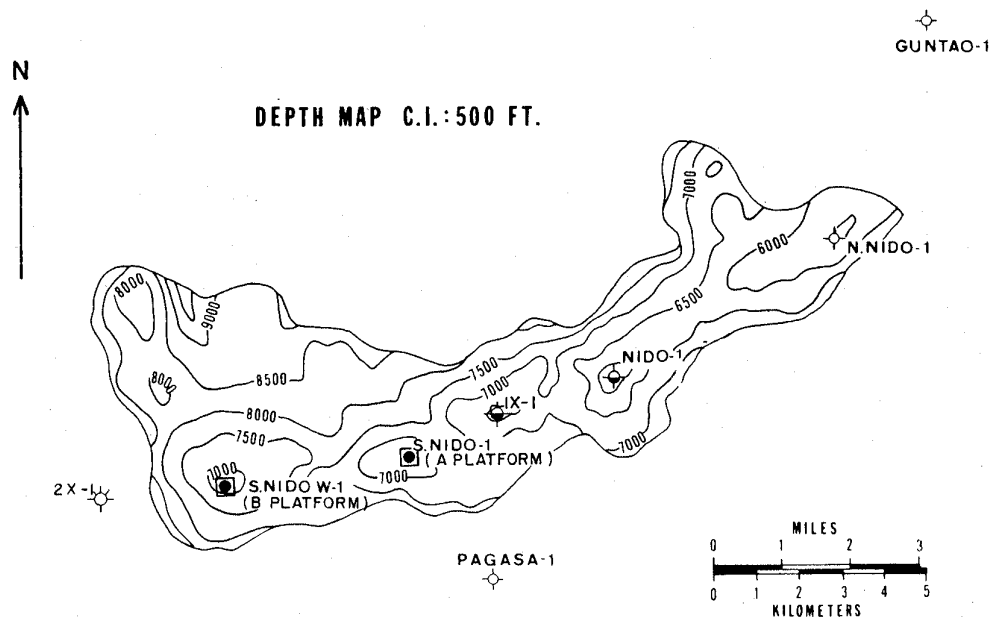 GUNTAO-1
N
DEPTH MAP C.I.: 500 FT.
7000
6000
N.NIDO-1
6500
8000
9000
NIDO-1
7500
7000
8000
8500
1X-1
8000
7500
7000
S.NIDO-1
(A PLATFORM)
7000
7000
S.NIDO W-1
(B PLATFORM)
2X-1
PAGASA-1
MILES
0 1 2 3
0 1 2 3 4 5
KILOMETERS